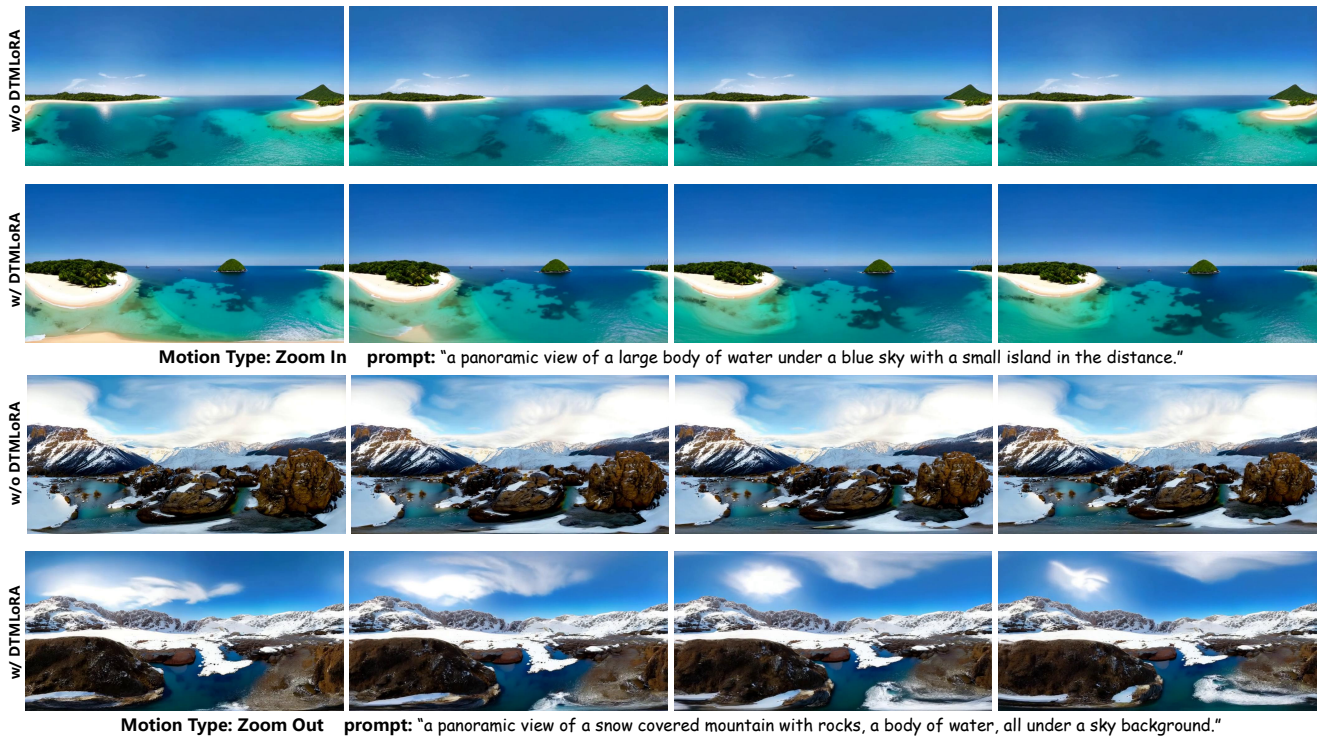 w/o DTMLoRA
w/ DTMLoRA
Motion Type: Zoom In prompt: “a panoramic view of a large body of water under a blue sky with a small island in the distance.”
w/o DTMLoRA
w/ DTMLoRA
Motion Type: Zoom Out prompt: “a panoramic view of a snow covered mountain with rocks, a body of water, all under a sky background.”